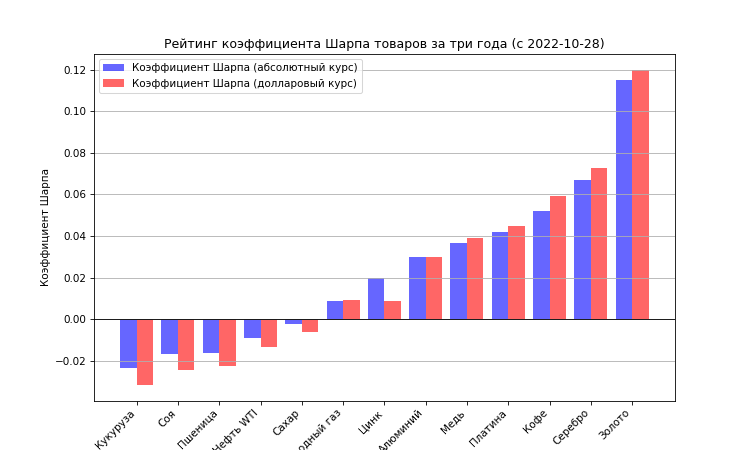 Рейтинг коэффициента Шарпа товаров за три года (с 2022-10-28)
Коэффициент Шарпа (абсолютный курс)
Коэффициент Шарпа (долларовый курс)
Коэффициент Шарпа
0.12
0.10
0.08
0.06
0.04
0.02
0.00
−0.02
Кукуруза
Соя
Пшеница
Нефть WTI
Сахар
одный газ
Цинк
Алюминий
Медь
Платина
Кофе
Серебро
Золото